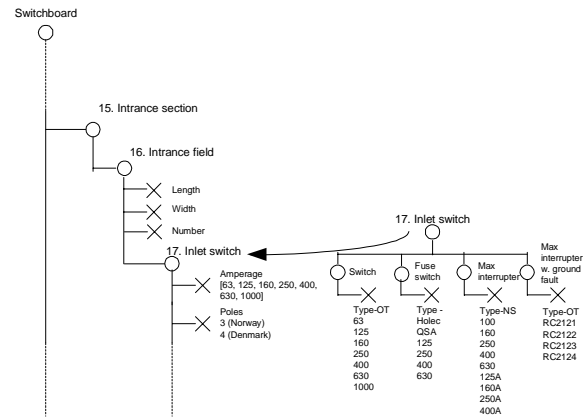 Switchboard
15. Intrance section
16. Intrance field
Length
Width
Number
17. Inlet switch
Amperage
[63, 125, 160, 250, 400,
630, 1000]
Poles
3 (Norway)
4 (Denmark)
17. Inlet switch
Switch
Type-OT
63
125
160
250
400
630
1000
Fuse
switch
Type -
Holec
QSA
125
250
400
630
Max
interrupter
Type-NS
100
160
250
400
630
125A
160A
250A
400A
Max
interrupter
w. ground
fault
Type-OT
RC2121
RC2122
RC2123
RC2124